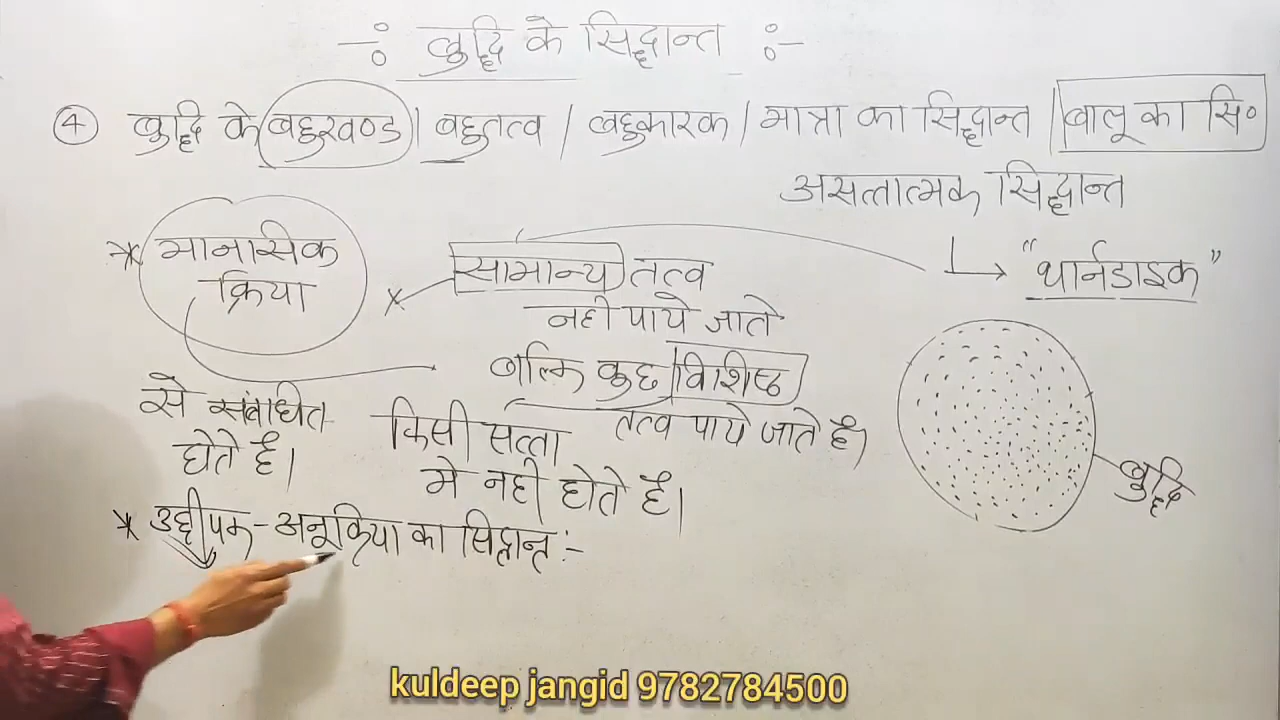 -: बुद्धि के सिद्धान्त :-
④ बुद्धि के बहुखण्ड / बहुतत्व / बहुकारक / मात्रा का सिद्धान्त / बालू का सि०
असत्तात्मक सिद्धान्त
* मानसिक क्रिया
सामान्य तत्व
नही पाये जाते
बल्कि कुछ विशिष्ठ
तत्व पाये जाते है।
"थार्नडाइक"
से संबंधित
होते है।
किसी सत्ता
मे नही होते है।
बुद्धि
* उद्दीपक - अनूक्रिया का सिद्धान्त :-
kuldeep jangid 9782784500